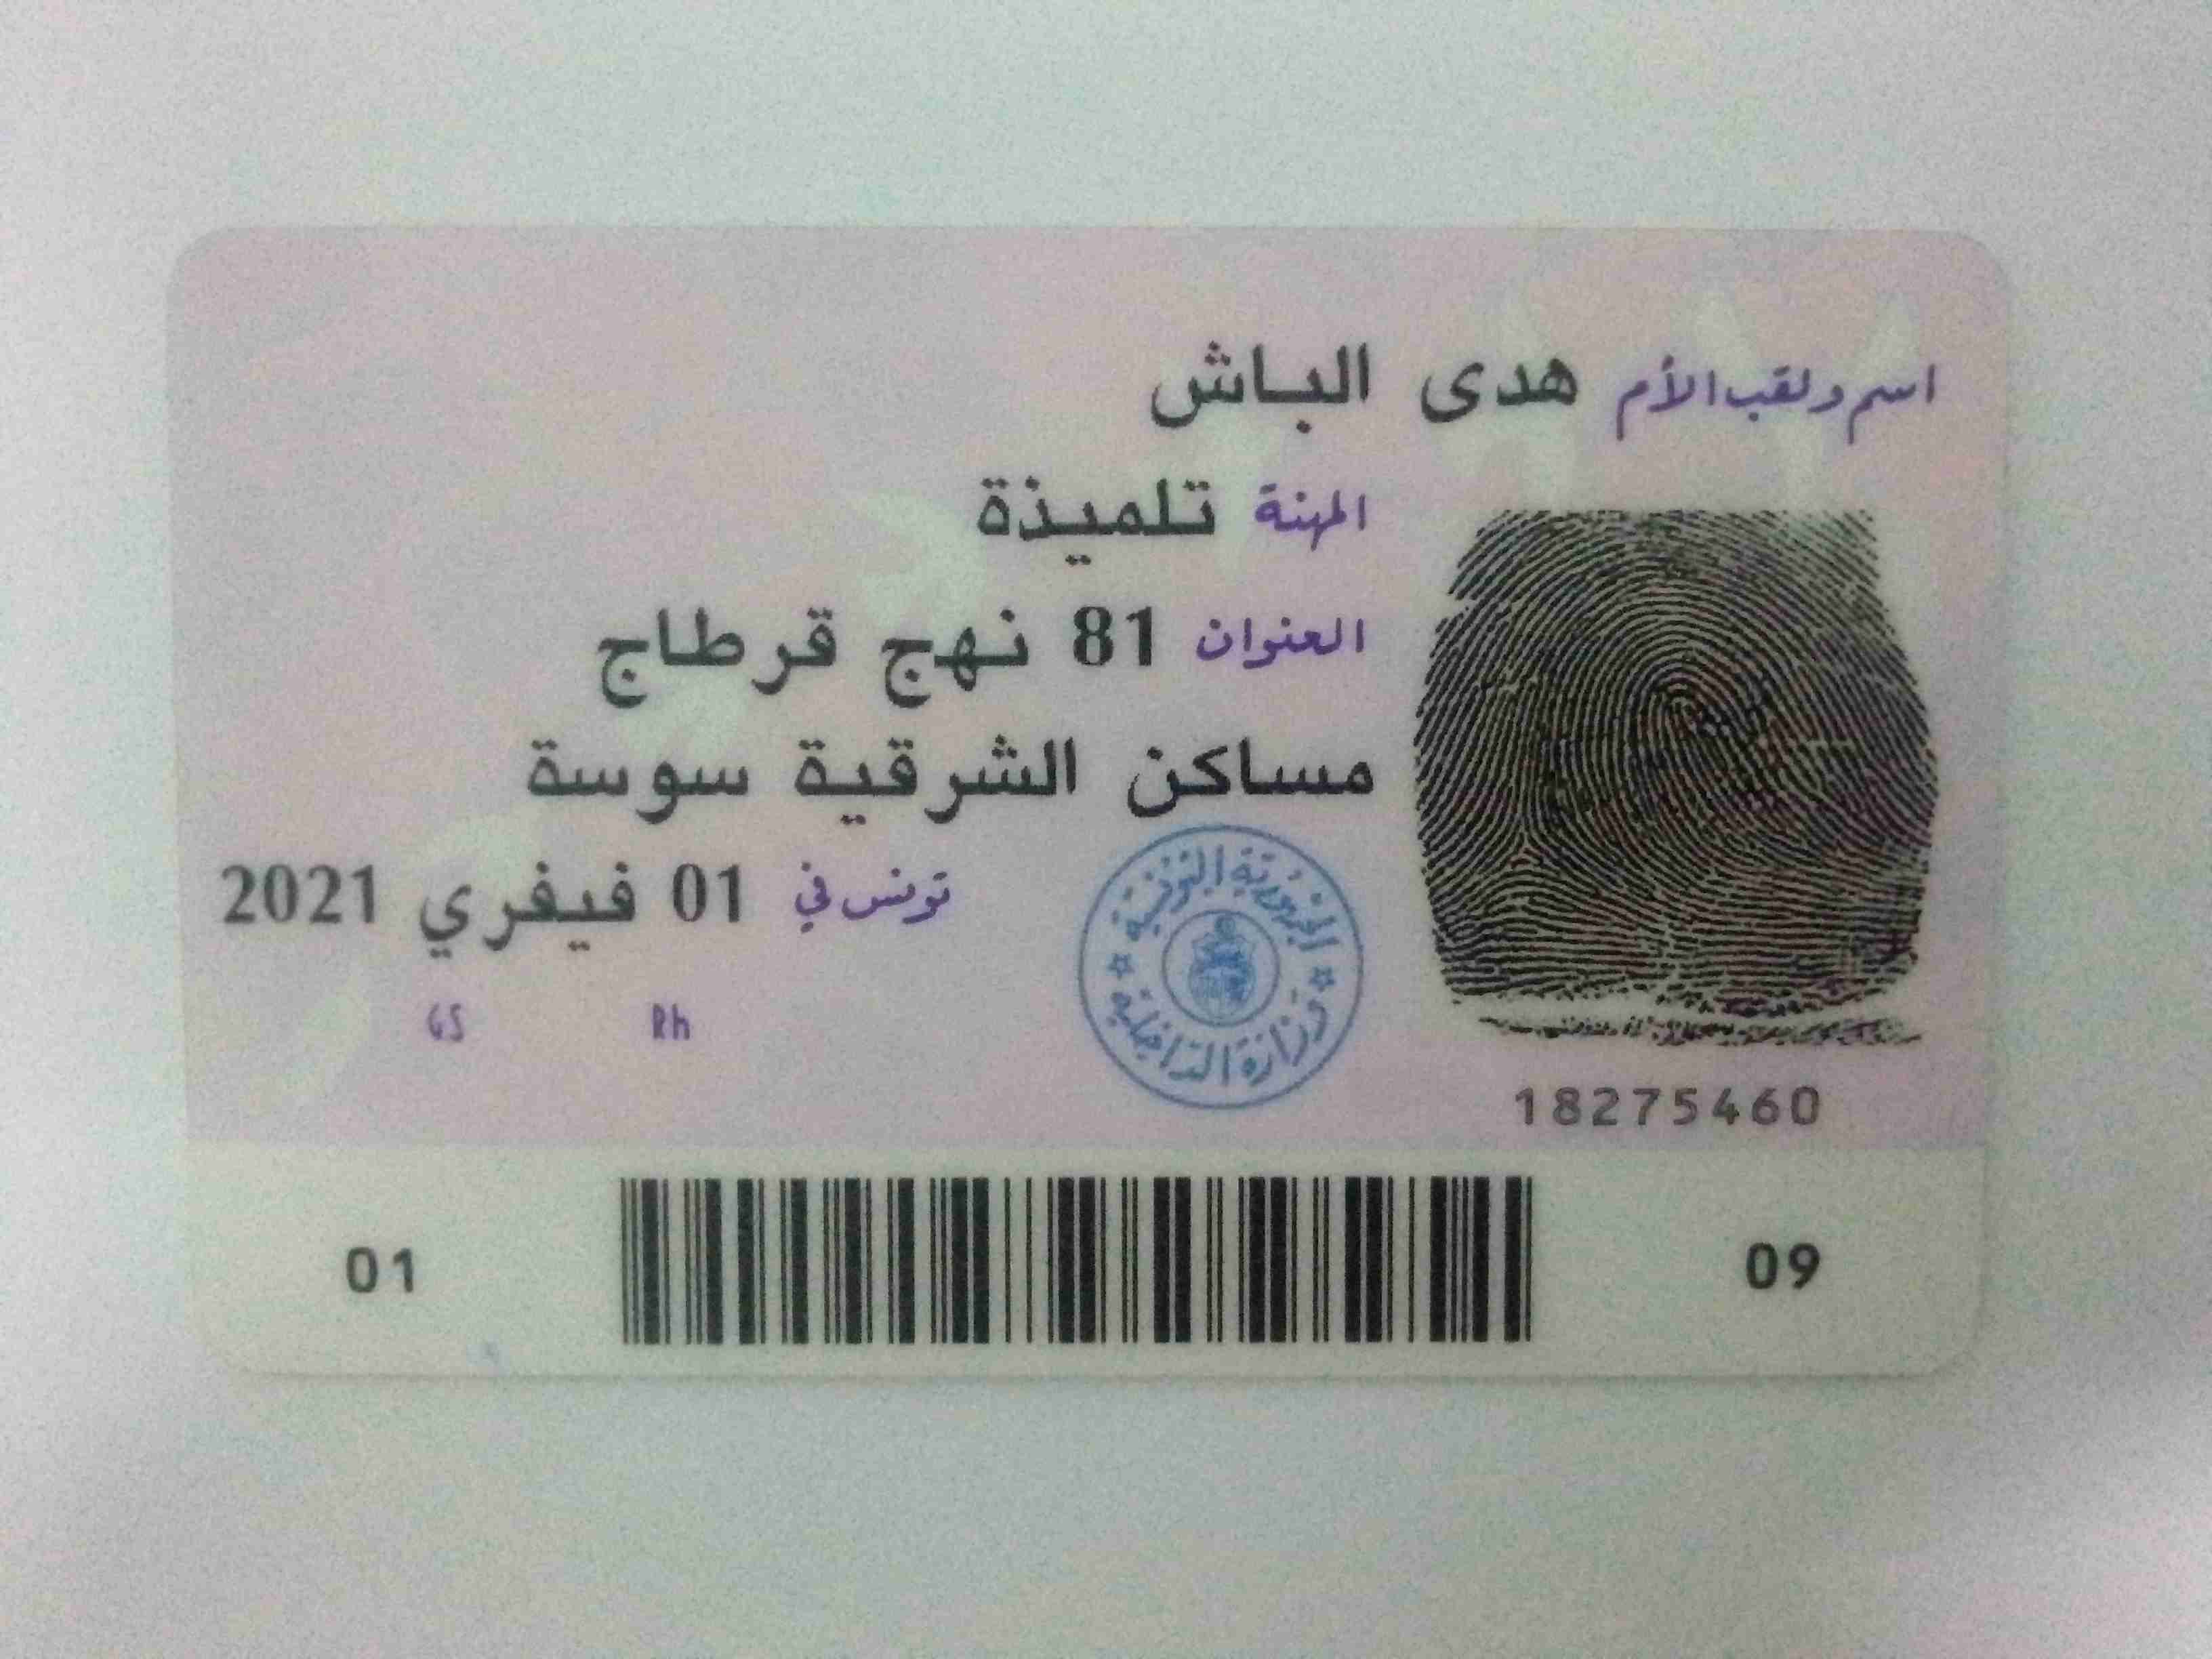 اسم ولقب الأم هدى الباش
المهنة تلميذة
العنوان 81 نهج قرطاج
مساكن الشرقية سوسة
تونس في 01 فيفري 2021
الجمهورية التونسية
وزارة الداخلية
GS Rh
18275460
01 09